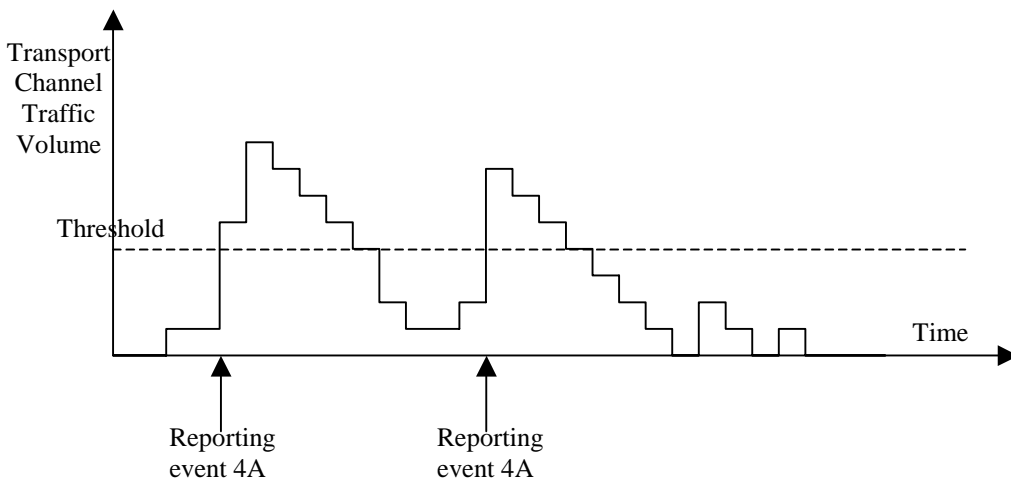 Transport
Channel
Traffic
Volume
Threshold
Time
Reporting
event 4A
Reporting
event 4A